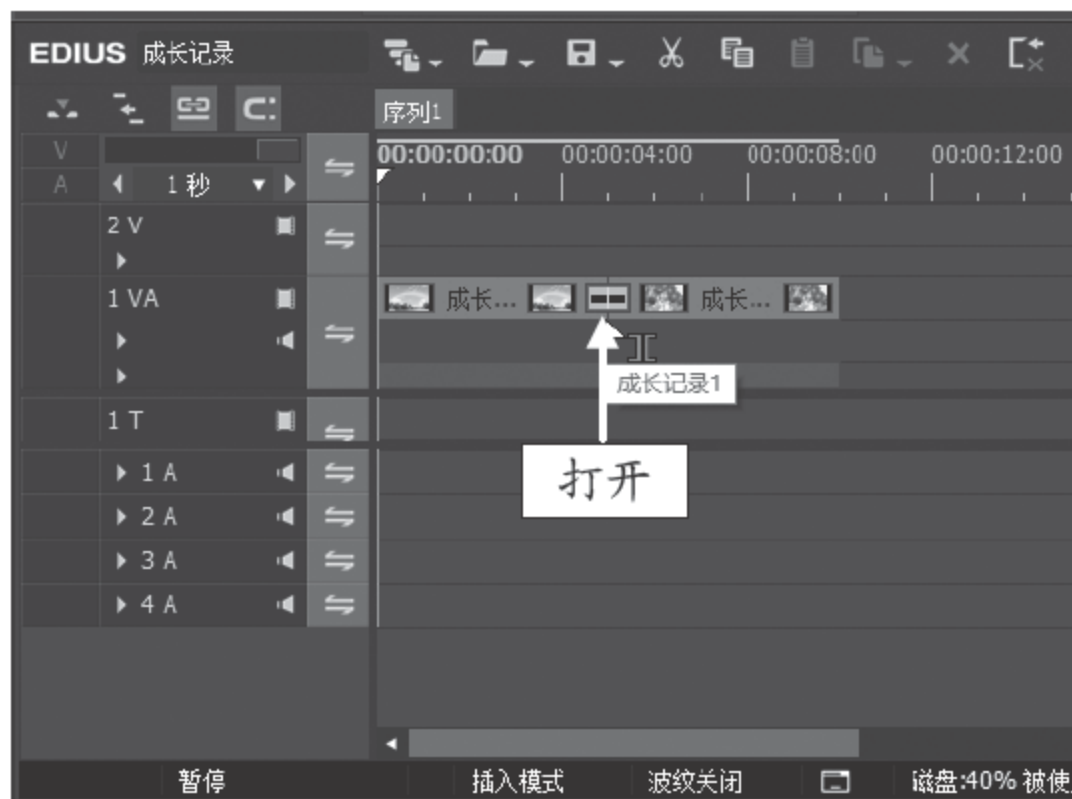 EDIUS 成长记录
序列1
V
A
1 秒
00:00:00:00 00:00:04:00 00:00:08:00 00:00:12:00
2 V
1 VA
成长... 成长...
成长记录1
打开
1 T
1 A
2 A
3 A
4 A
暂停 插入模式 波纹关闭 磁盘:40% 被使